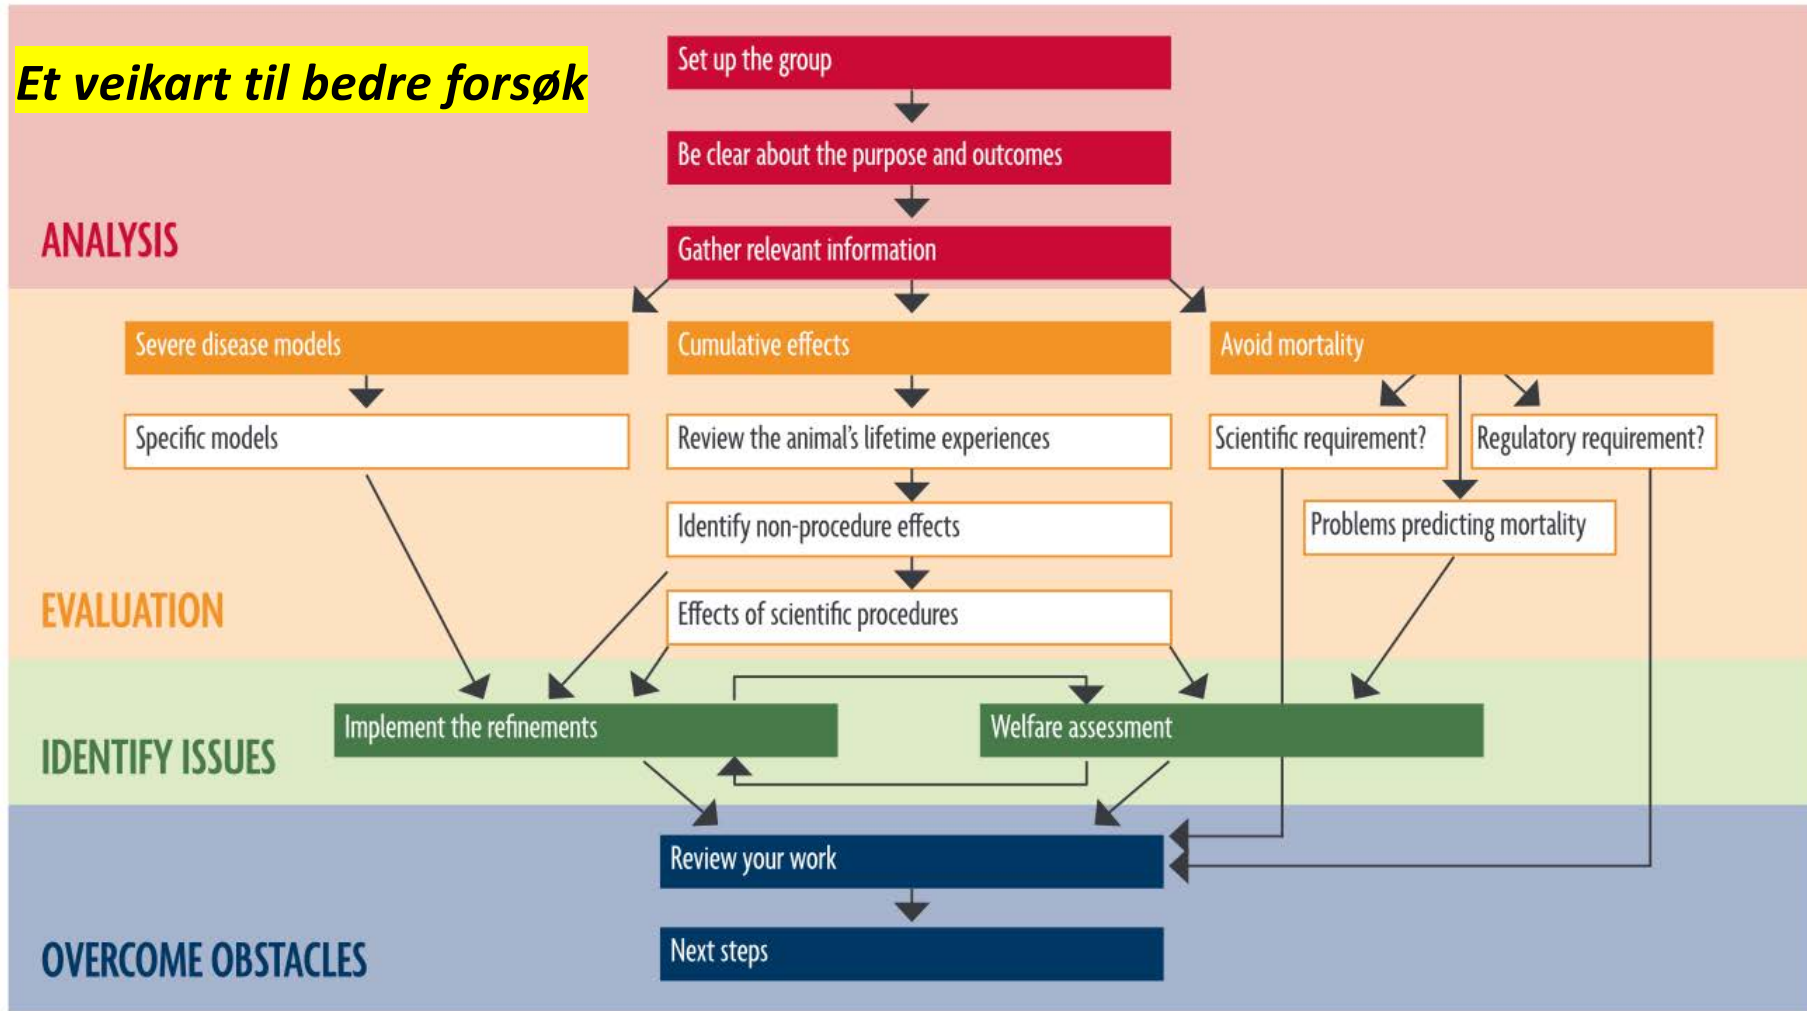 Et veikart til bedre forsøk
Set up the group
Be clear about the purpose and outcomes
ANALYSIS
Gather relevant information
Severe disease models
Cumulative effects
Avoid mortality
Specific models
Review the animal's lifetime experiences
Scientific requirement?
Regulatory requirement?
Identify non-procedure effects
Problems predicting mortality
EVALUATION
Effects of scientific procedures
Implement the refinements
Welfare assessment
IDENTIFY ISSUES
Review your work
OVERCOME OBSTACLES
Next steps